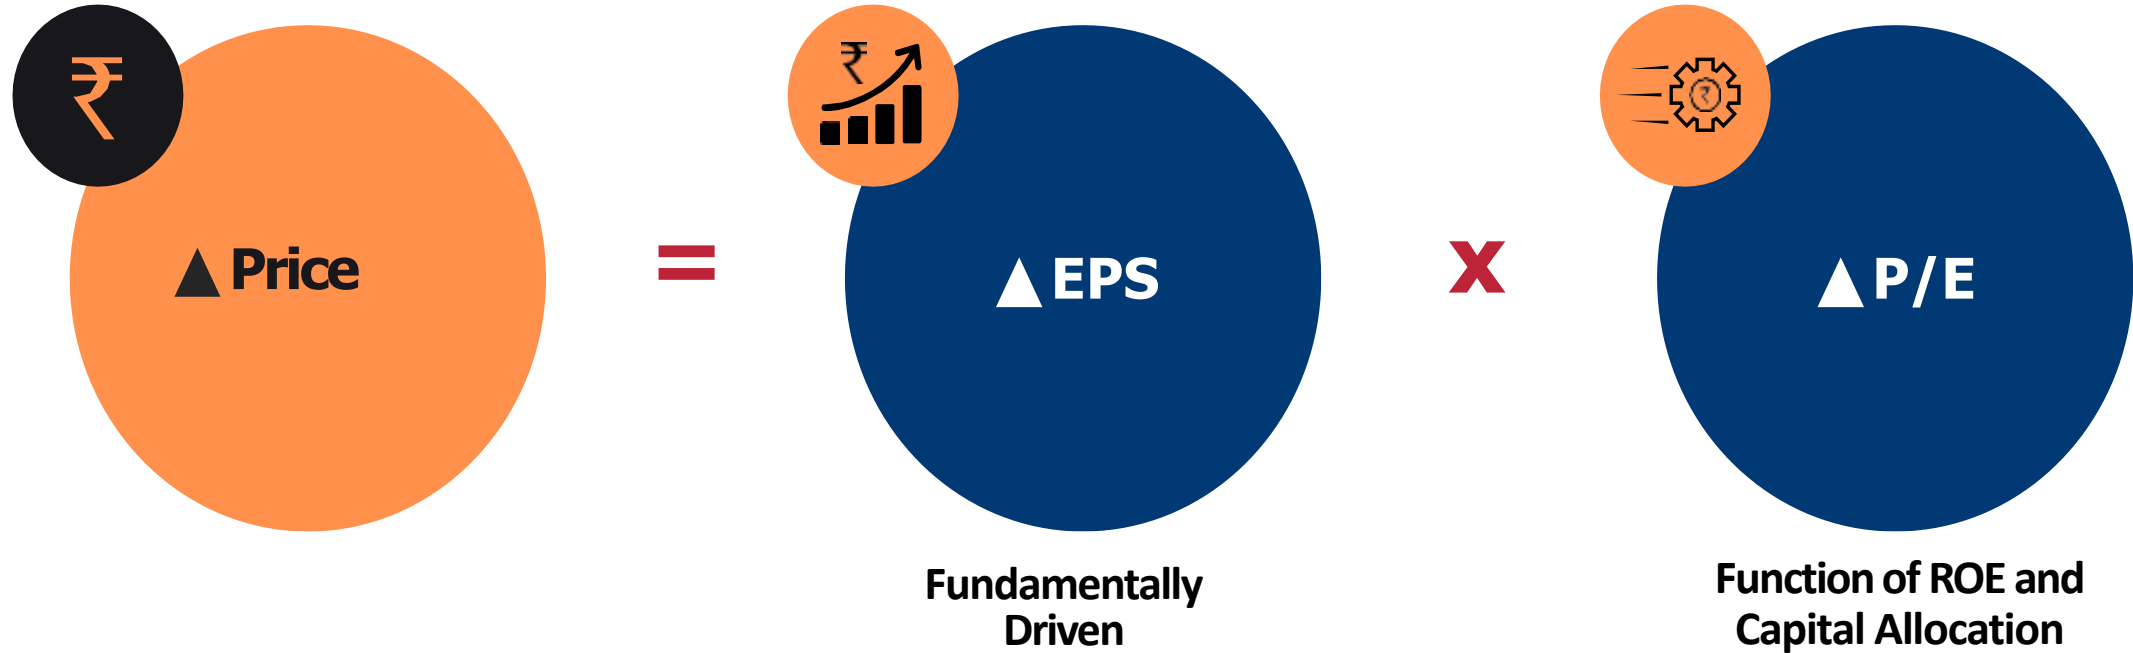 ₹
▲Price
=
₹
▲EPS
x
₹
▲P/E
Fundamentally
Driven
Function of ROE and
Capital Allocation